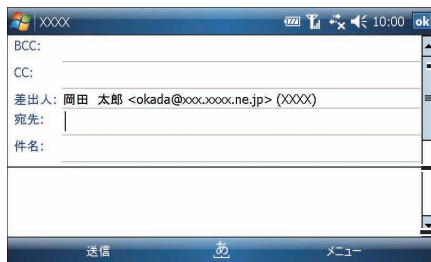 XXXX 10:00 ok
BCC:
CC:
差出人: 岡田 太郎 <okada@xxx.xxxx.ne.jp> (XXXX)
宛先:
件名:
送信 あ メニュー